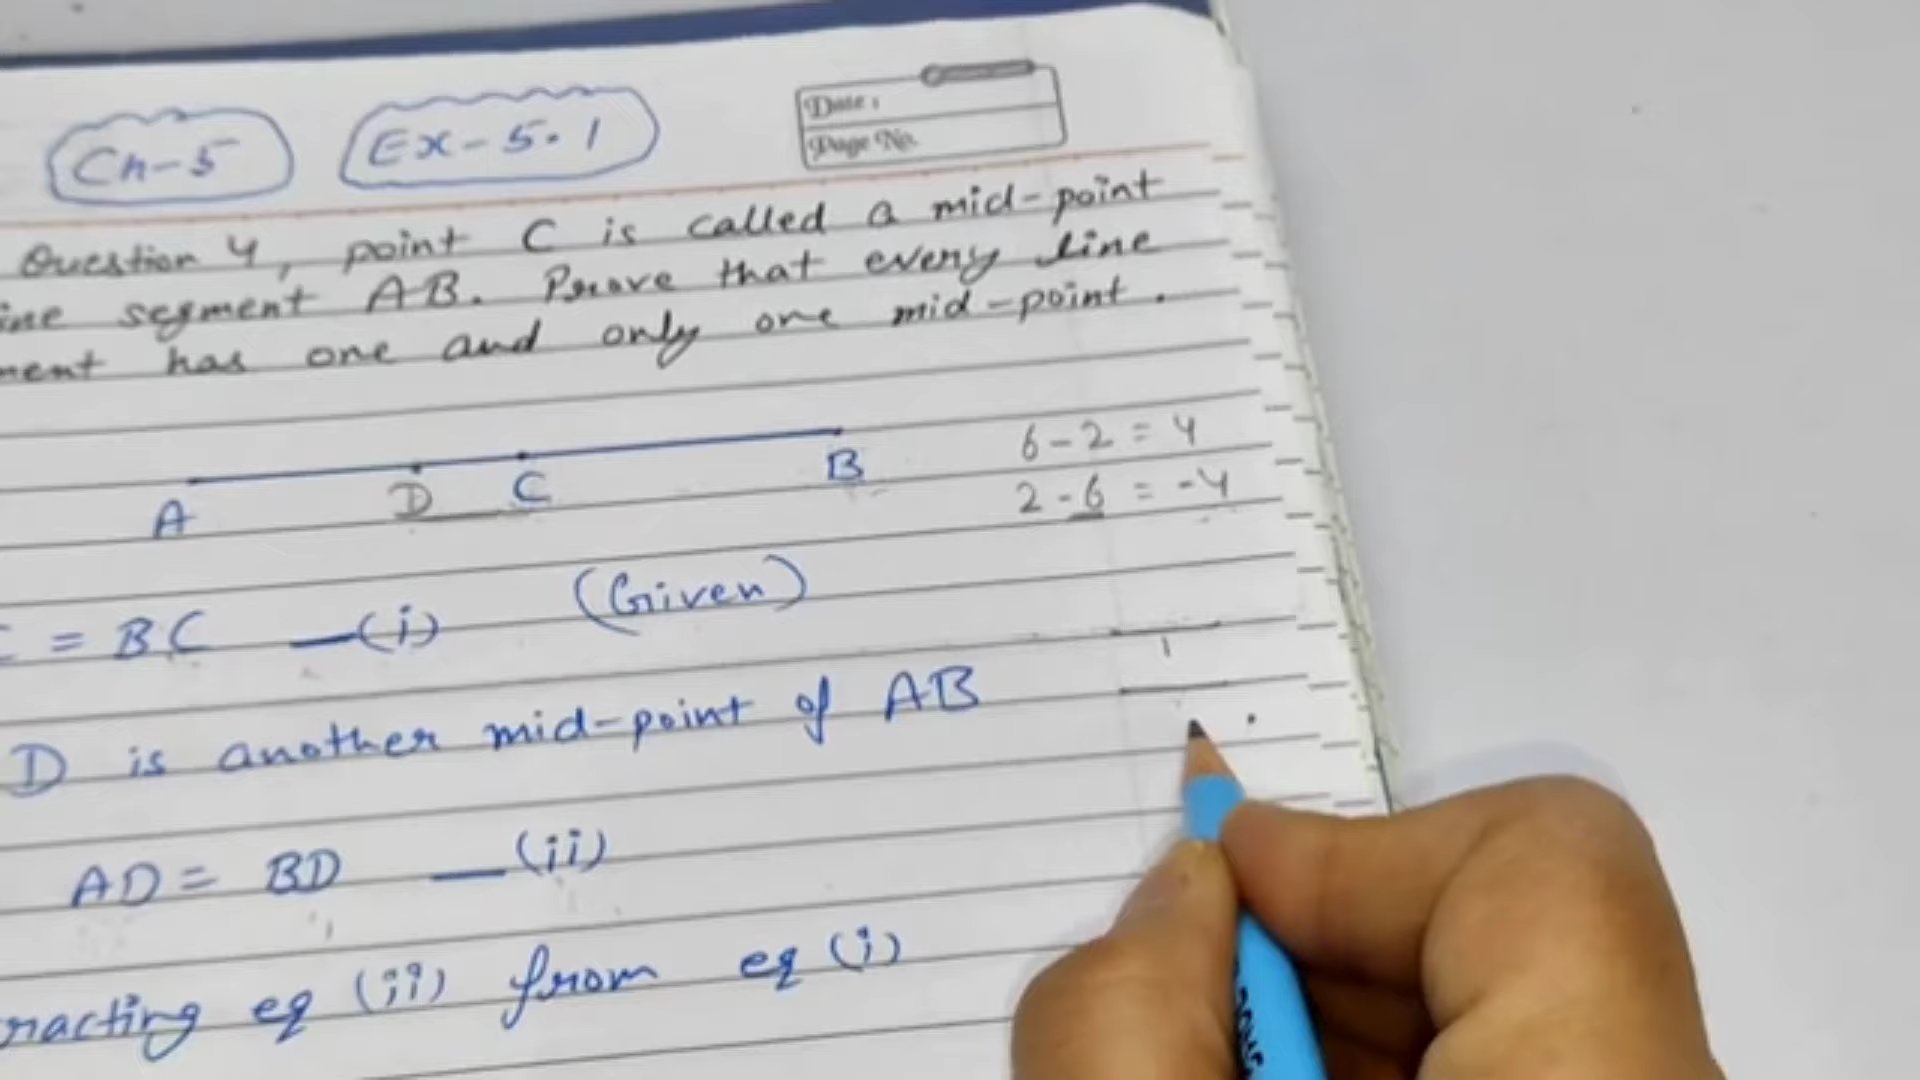 Ch-5 Ex-5.1
Date:
Page No.
Question 4, point C is called a mid-point
ine segment AB. Prove that every line
ment has one and only one mid-point.
A D C B
6-2=4
2-6=-4
= BC —(i) (Given)
D is another mid-point of AB
AD = BD —(ii)
racting eq (ii) from eq (i)